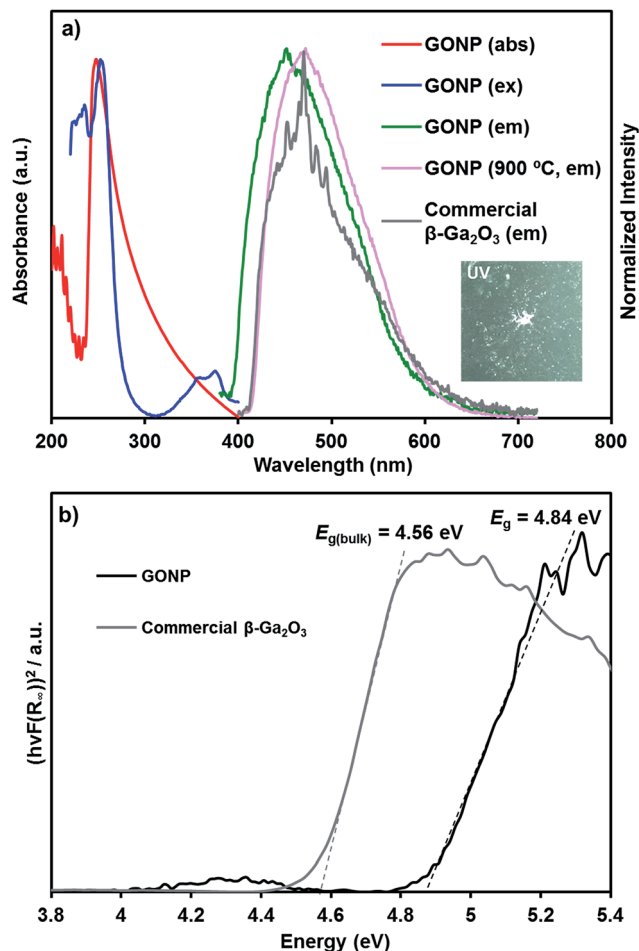 a)
GONP (abs)
GONP (ex)
GONP (em)
GONP (900 ºC, em)
Commercial
β-Ga₂O₃ (em)
UV
Absorbance (a.u.)
Normalized Intensity
200 300 400 500 600 700 800
Wavelength (nm)
b)
Eg(bulk) = 4.56 eV
Eg = 4.84 eV
GONP
Commercial β-Ga₂O₃
(hvF(R∞))² / a.u.
3.8 4 4.2 4.4 4.6 4.8 5 5.2 5.4
Energy (eV)